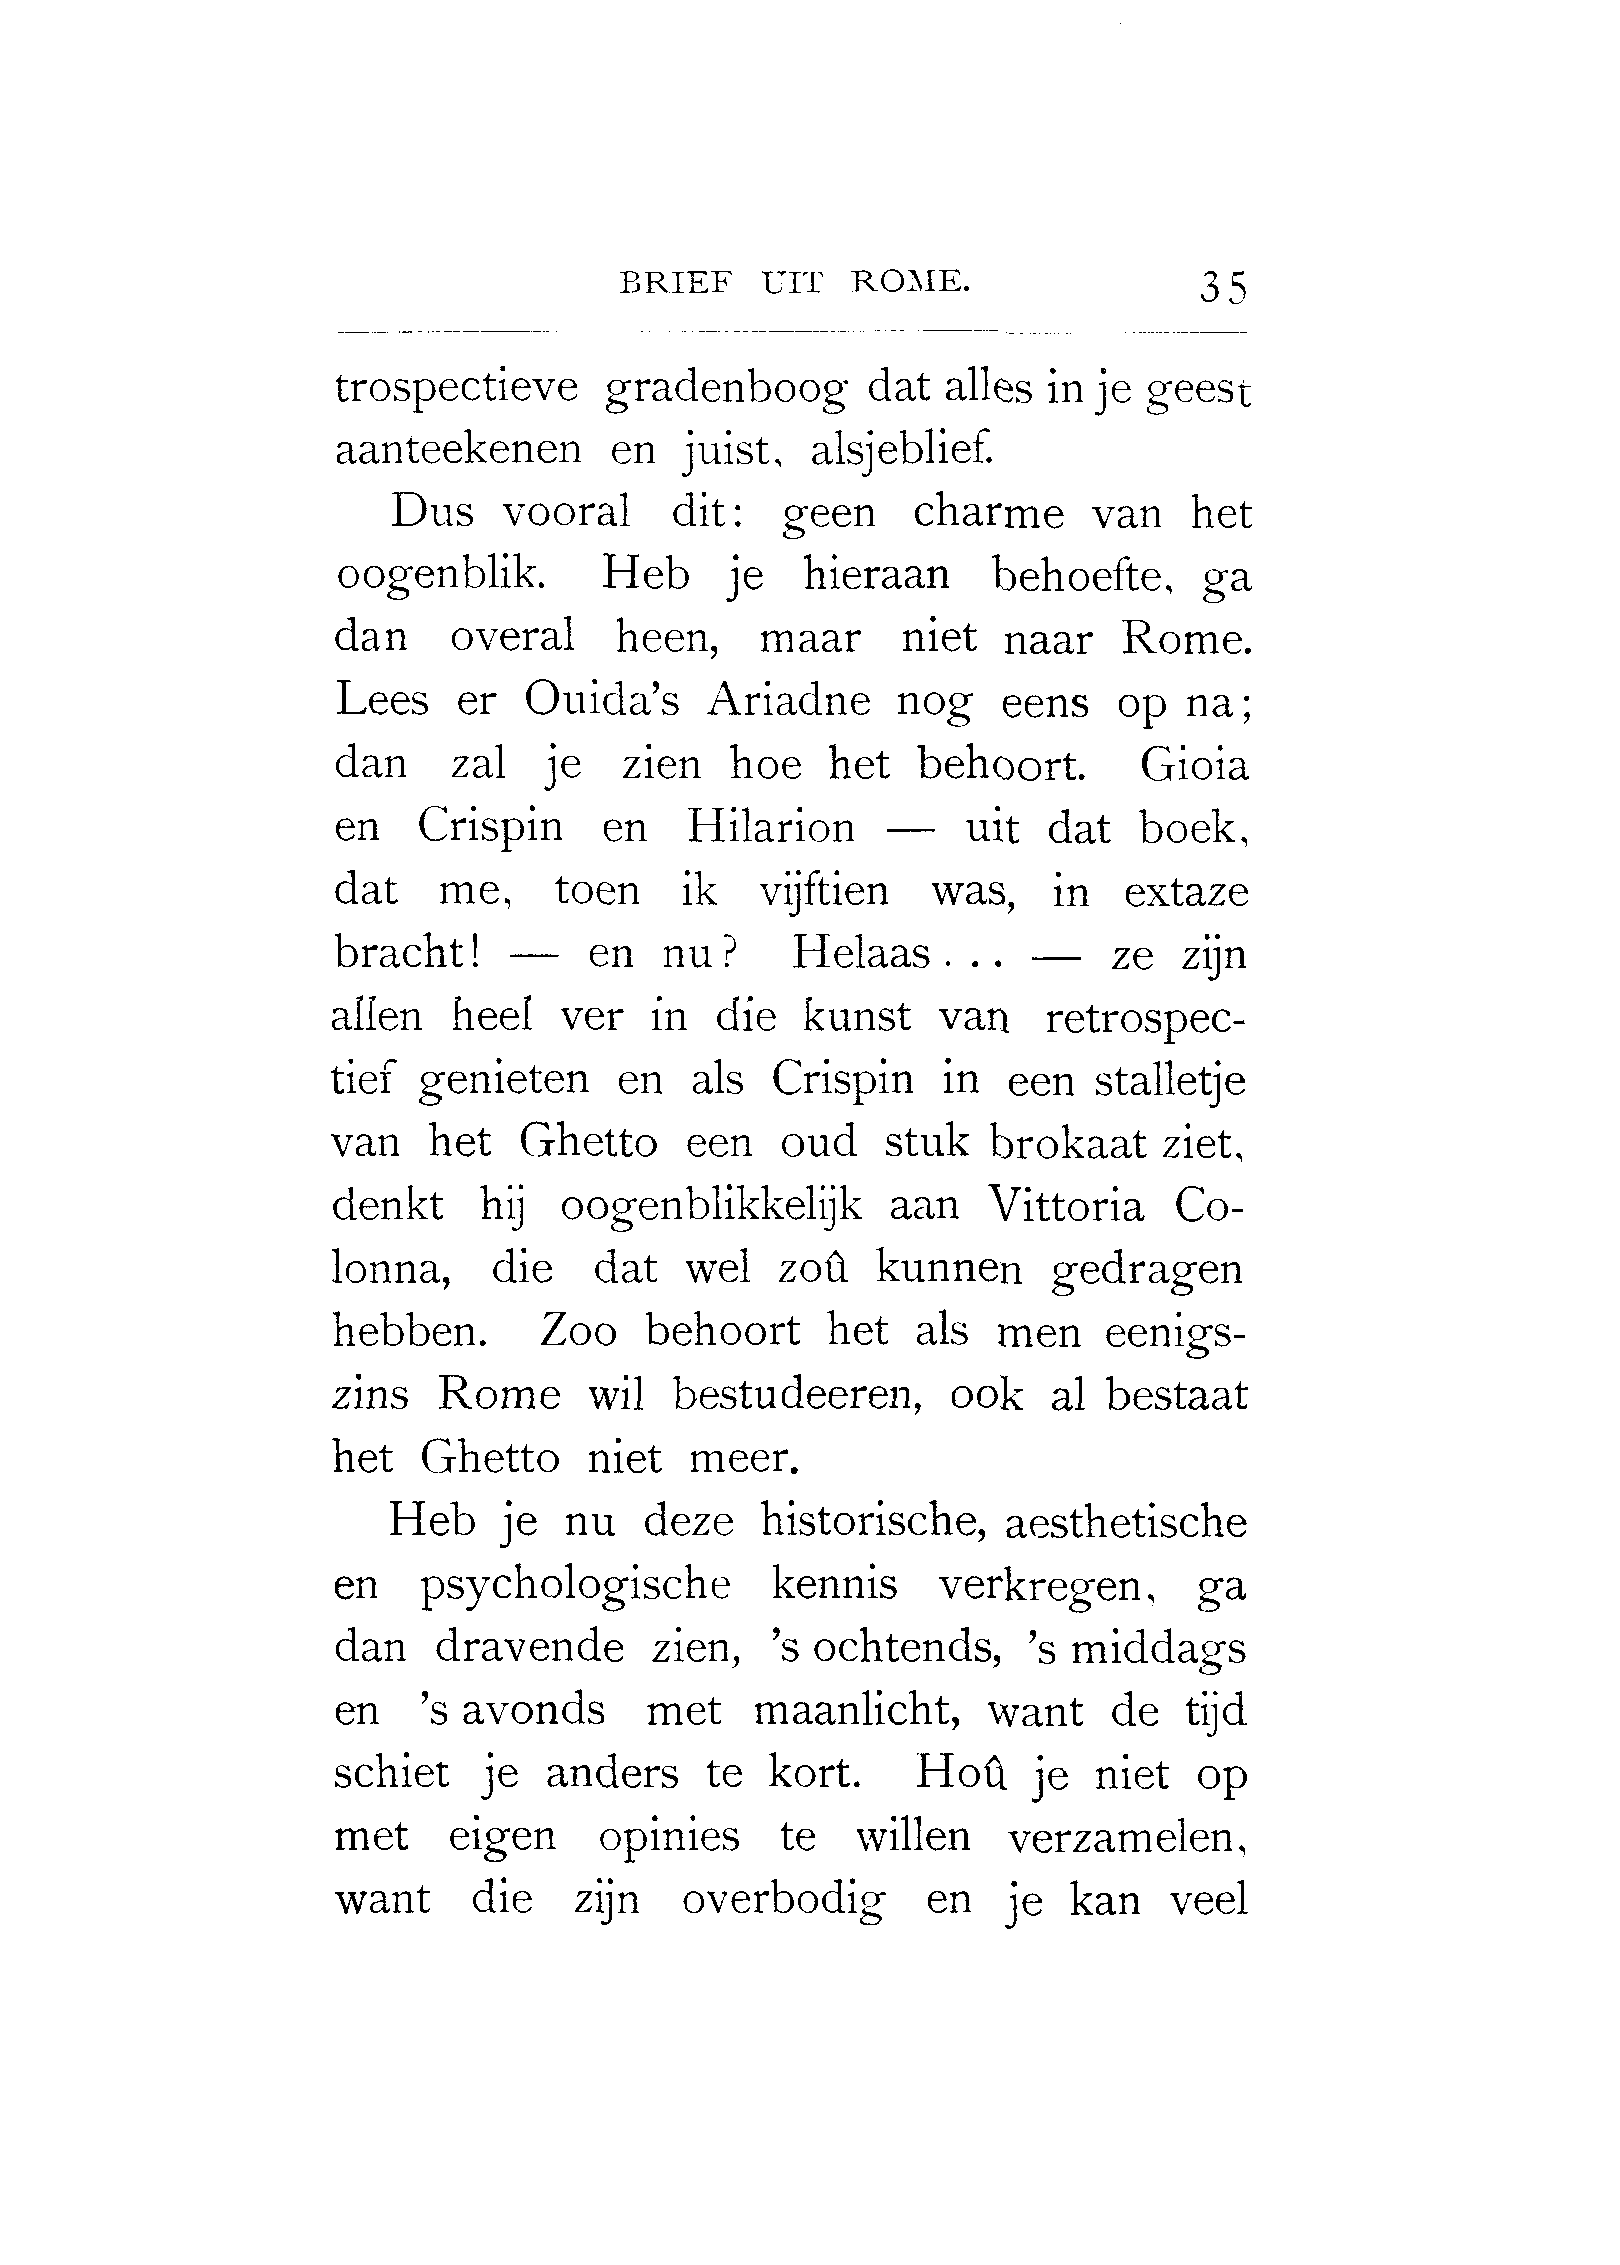 BRIEF UIT ROME. 35
trospectieve gradenboog dat alles in je geest
aanteekenen en juist, alsjeblief.
Dus vooral dit: geen charme van het
oogenblik. Heb je hieraan behoefte, ga
dan overal heen, maar niet naar Rome.
Lees er Ouida's Ariadne nog eens op na;
dan zal je zien hoe het behoort. Gioia
en Crispin en Hilarion — uit dat boek,
dat me, toen ik vijftien was, in extaze
bracht! — en nu? Helaas... — ze zijn
allen heel ver in die kunst van retrospec-
tief genieten en als Crispin in een stalletje
van het Ghetto een oud stuk brokaat ziet,
denkt hij oogenblikkelijk aan Vittoria Co-
lonna, die dat wel zoû kunnen gedragen
hebben. Zoo behoort het als men eenigs-
zins Rome wil bestudeeren, ook al bestaat
het Ghetto niet meer.
Heb je nu deze historische, aesthetische
en psychologische kennis verkregen, ga
dan dravende zien, 's ochtends, 's middags
en 's avonds met maanlicht, want de tijd
schiet je anders te kort. Hoû je niet op
met eigen opinies te willen verzamelen,
want die zijn overbodig en je kan veel